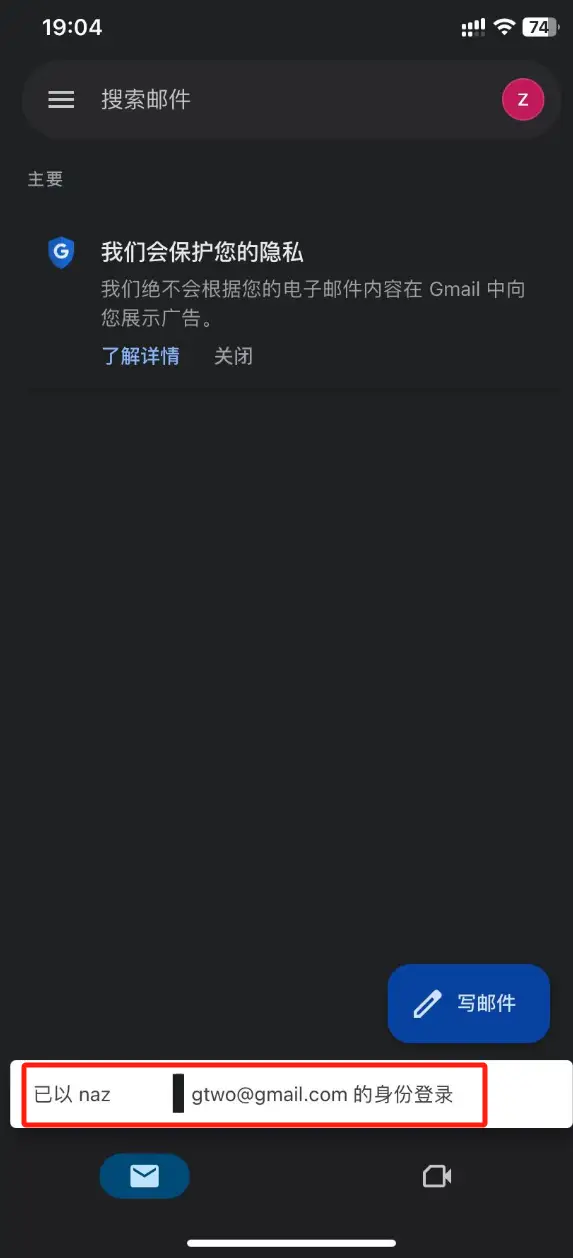 19:04
74
搜索邮件
Z
主要
G
我们会保护您的隐私
我们绝不会根据您的电子邮件内容在 Gmail 中向
您展示广告。
了解详情 关闭
写邮件
已以 naz gtwo@gmail.com 的身份登录